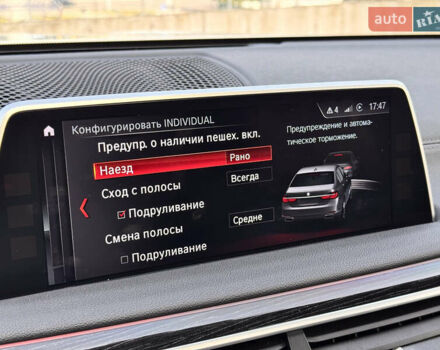 auto RIA
4 17:47
Конфигурировать INDIVIDUAL
Предупр. о наличии пешех. вкл.
Наезд Рано
Сход с полосы Всегда
Подруливание
Смена полосы Средне
Подруливание
Предупреждение и автома-
тическое торможение.